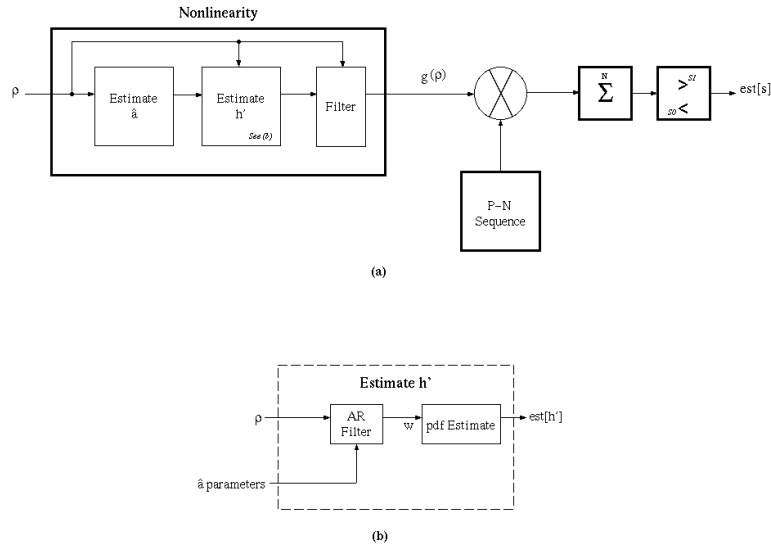 Nonlinearity
ρ
Estimate
â
Estimate
h′
See (b)
Filter
g(ρ)
N
Σ
> S1
S0 <
est[s]
P–N
Sequence
(a)
Estimate h'
ρ
AR
Filter
w
pdf Estimate
est[h′]
â parameters
(b)